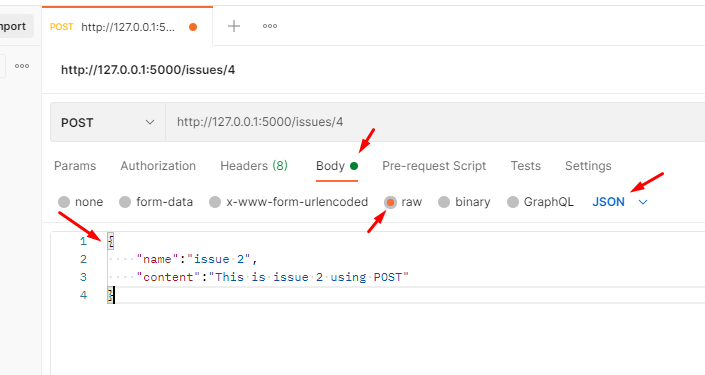 mport
POST http://127.0.0.1:5... + ooo
ooo
http://127.0.0.1:5000/issues/4
POST http://127.0.0.1:5000/issues/4
Params Authorization Headers (8) Body Pre-request Script Tests Settings
none form-data x-www-form-urlencoded raw binary GraphQL JSON
1 {
2 "name":"issue 2",
3 "content":"This is issue 2 using POST"
4 }